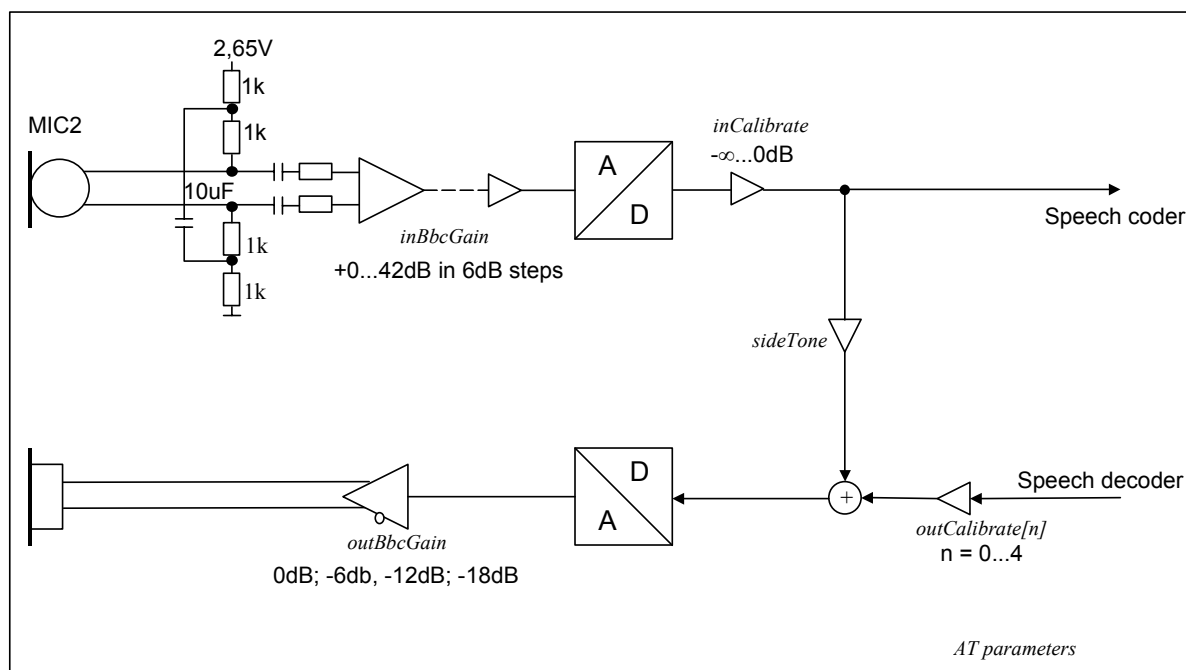 2,65V
1k
MIC2
1k
10uF
1k
1k
inBbcGain
+0...42dB in 6dB steps
A
D
inCalibrate
-∞...0dB
Speech coder
sideTone
Speech decoder
+
outCalibrate[n]
n = 0...4
D
A
outBbcGain
0dB; -6db, -12dB; -18dB
AT parameters